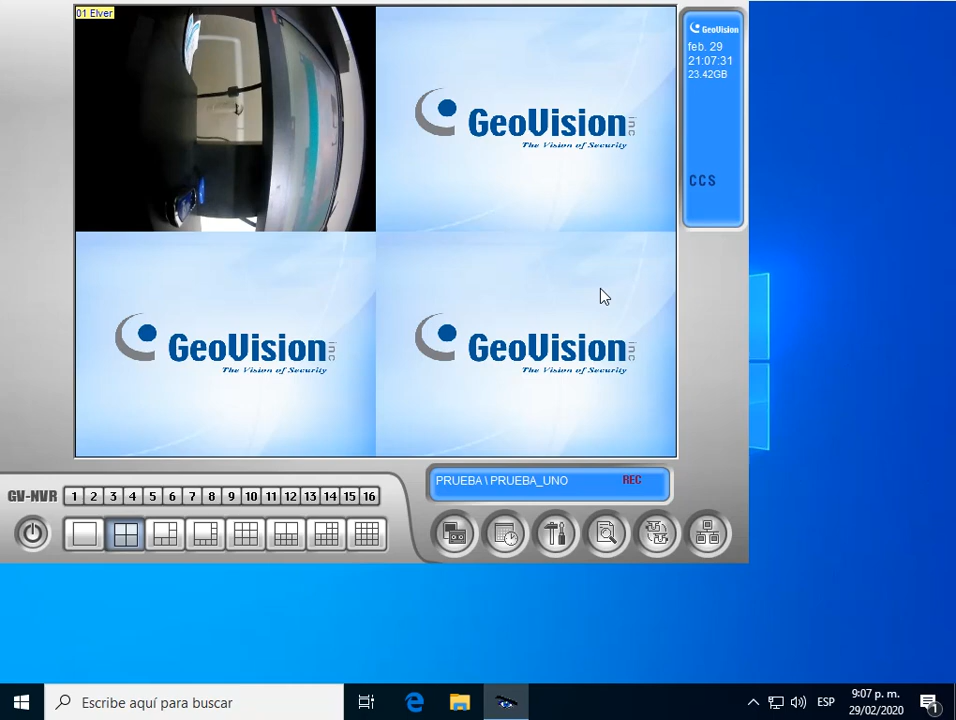 01 Elver
GeoVision inc
The Vision of Security
GeoVision
feb. 29
21:07:31
23.42GB
CCS
GeoVision inc
The Vision of Security
GeoVision inc
The Vision of Security
GV-NVR
1 2 3 4 5 6 7 8 9 10 11 12 13 14 15 16
PRUEBA \ PRUEBA_UNO REC
Escribe aquí para buscar
ESP
9:07 p. m.
29/02/2020
1